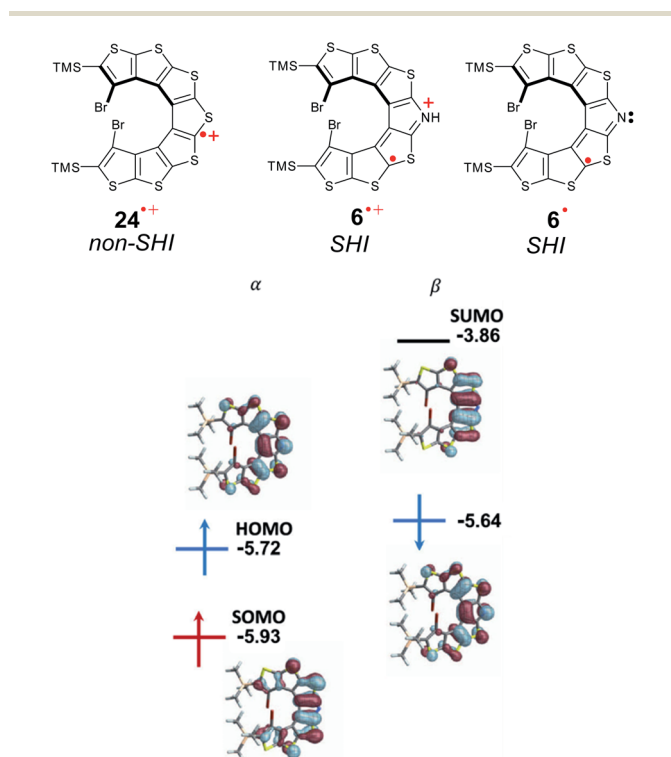 TMS S S S
Br S
Br S •+
TMS S S S
24•+
non-SHI
TMS S S S
Br S
+
NH
Br • S
TMS S S S
6•+
SHI
TMS S S S
Br S
N:
Br • S
TMS S S S
6•
SHI
α β
SUMO
-3.86
HOMO
-5.72
-5.64
SOMO
-5.93